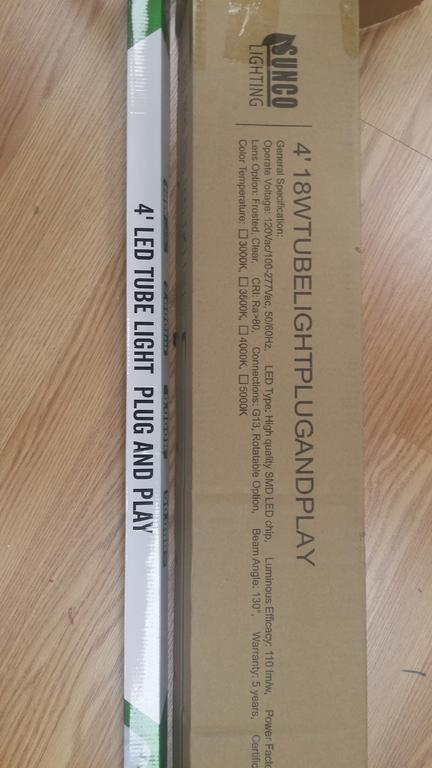 SUNCO
LIGHTING
4' 18WTUBELIGHTPLUGANDPLAY
General Specification:
Operate Voltage: 120Vac/100-277Vac, 50/60Hz, LED Type: High quality SMD LED chip, Luminous Efficacy: 110 lm/w, Power Facto
Lens Option: Frosted, Clear, CRI: Ra>80, Connections: G13, Rotatable Option, Beam Angle: 130°, Warranty: 5 years, Certific
Color Temperature: ☐3000K, ☐3500K, ☐4000K, ☐5000K
4' LED TUBE LIGHT PLUG AND PLAY